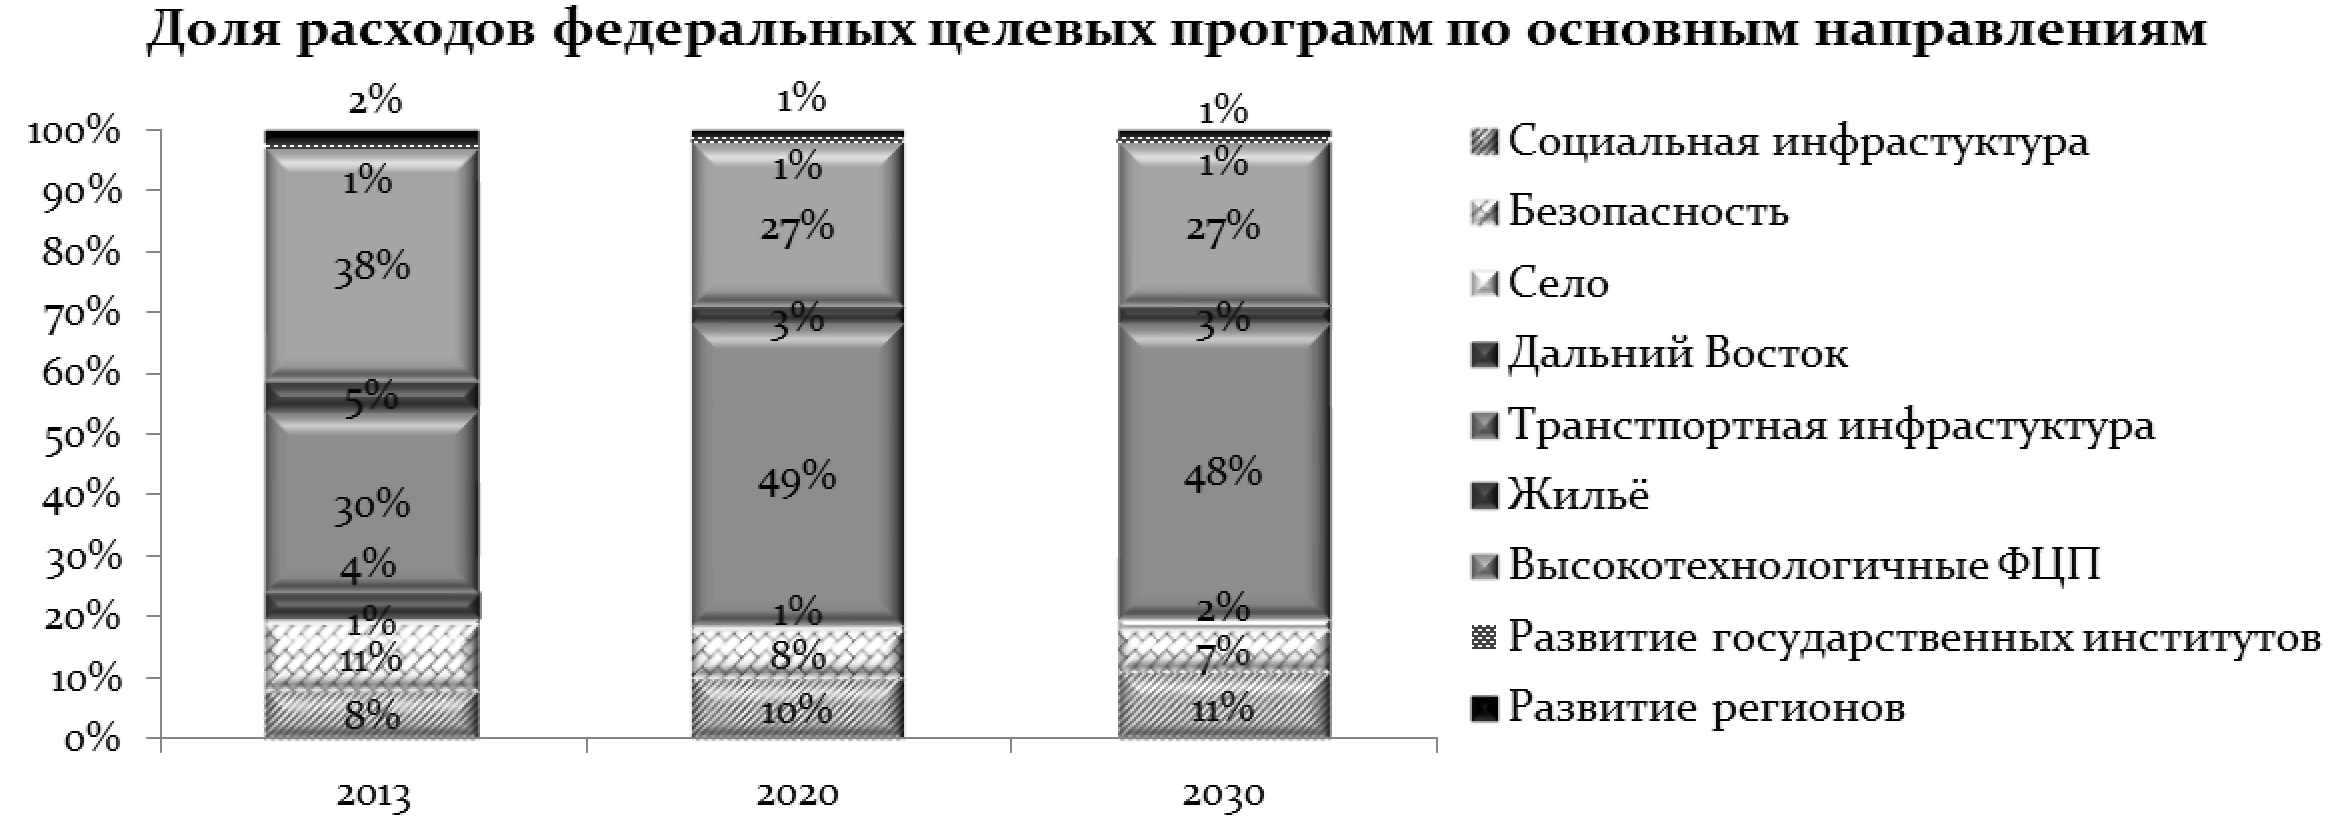 Доля расходов федеральных целевых программ по основным направлениям
2% 1% 1%
100%
90%
80%
70%
60%
50%
40%
30%
20%
10%
0%
1%
38%
5%
30%
4%
1%
11%
8%
1%
27%
3%
49%
1%
8%
10%
1%
27%
3%
48%
2%
7%
11%
2013 2020 2030
Социальная инфрастуктура
Безопасность
Село
Дальний Восток
Транстпортная инфрастуктура
Жильё
Высокотехнологичные ФЦП
Развитие государственных институтов
Развитие регионов